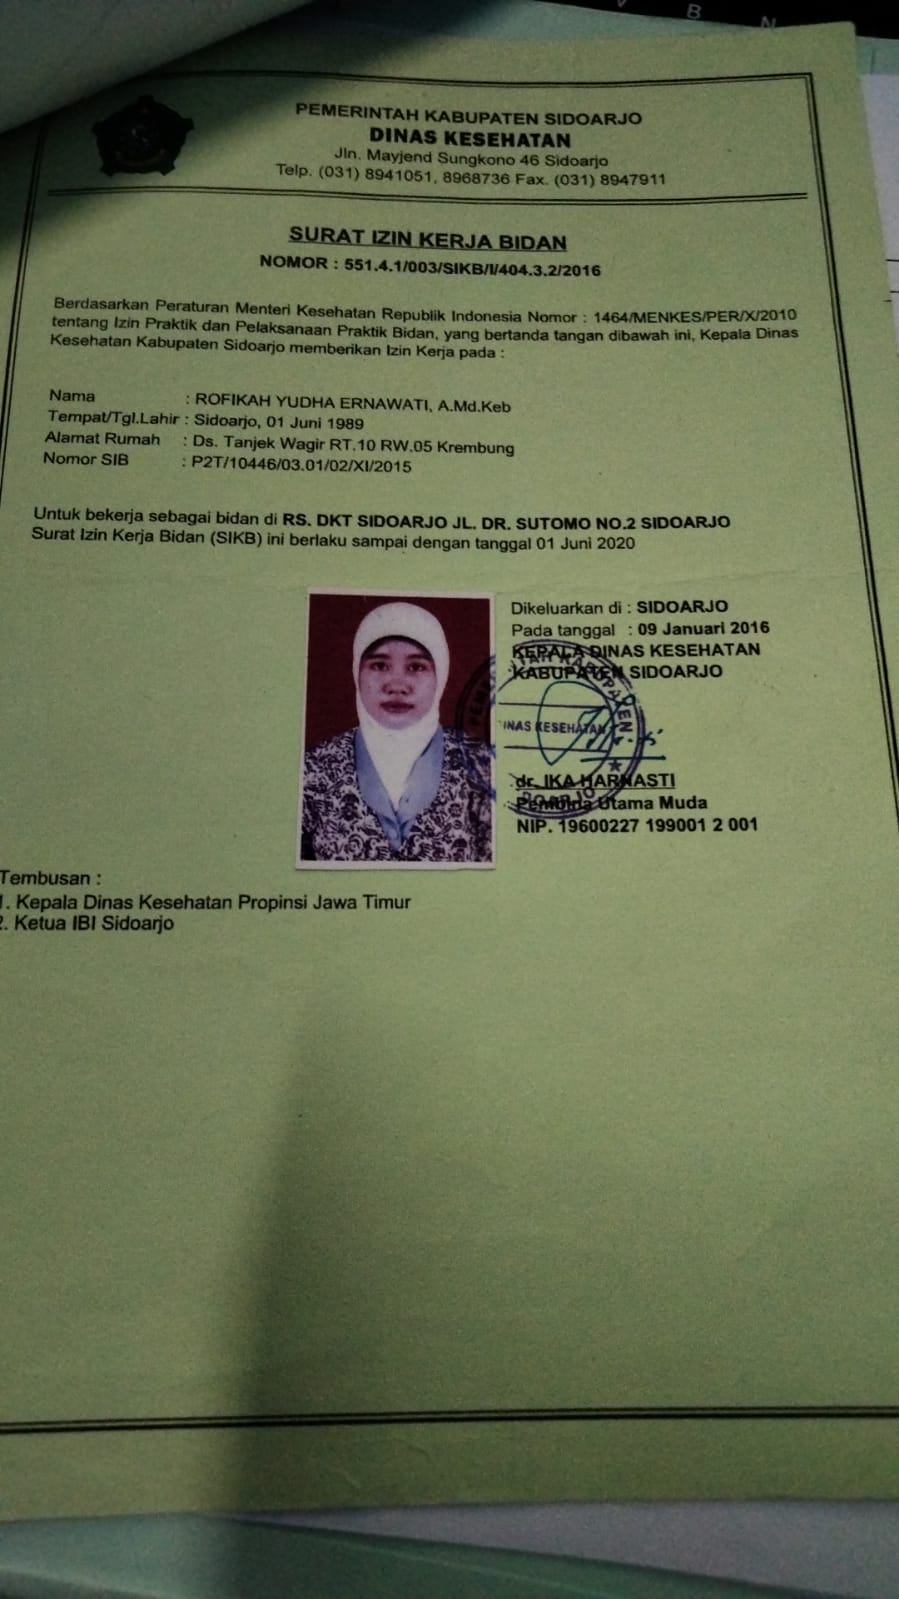 V B N
PEMERINTAH KABUPATEN SIDOARJO
DINAS KESEHATAN
Jln. Mayjend Sungkono 46 Sidoarjo
Telp. (031) 8941051, 8968736 Fax. (031) 8947911
SURAT IZIN KERJA BIDAN
NOMOR : 551.4.1/003/SIKB/I/404.3.2/2016
Berdasarkan Peraturan Menteri Kesehatan Republik Indonesia Nomor : 1464/MENKES/PER/X/2010
tentang Izin Praktik dan Pelaksanaan Praktik Bidan, yang bertanda tangan dibawah ini, Kepala Dinas
Kesehatan Kabupaten Sidoarjo memberikan Izin Kerja pada :
Nama : ROFIKAH YUDHA ERNAWATI, A.Md.Keb
Tempat/Tgl.Lahir : Sidoarjo, 01 Juni 1989
Alamat Rumah : Ds. Tanjek Wagir RT.10 RW.05 Krembung
Nomor SIB : P2T/10446/03.01/02/XI/2015
Untuk bekerja sebagai bidan di RS. DKT SIDOARJO JL. DR. SUTOMO NO.2 SIDOARJO
Surat Izin Kerja Bidan (SIKB) ini berlaku sampai dengan tanggal 01 Juni 2020
Dikeluarkan di : SIDOARJO
Pada tanggal : 09 Januari 2016
KEPALA DINAS KESEHATAN
KABUPATEN SIDOARJO
KABUPATEN
DINAS KESEHATAN
dr. IKA HARNASTI
Pembina Utama Muda
NIP. 19600227 199001 2 001
Tembusan :
1. Kepala Dinas Kesehatan Propinsi Jawa Timur
2. Ketua IBI Sidoarjo